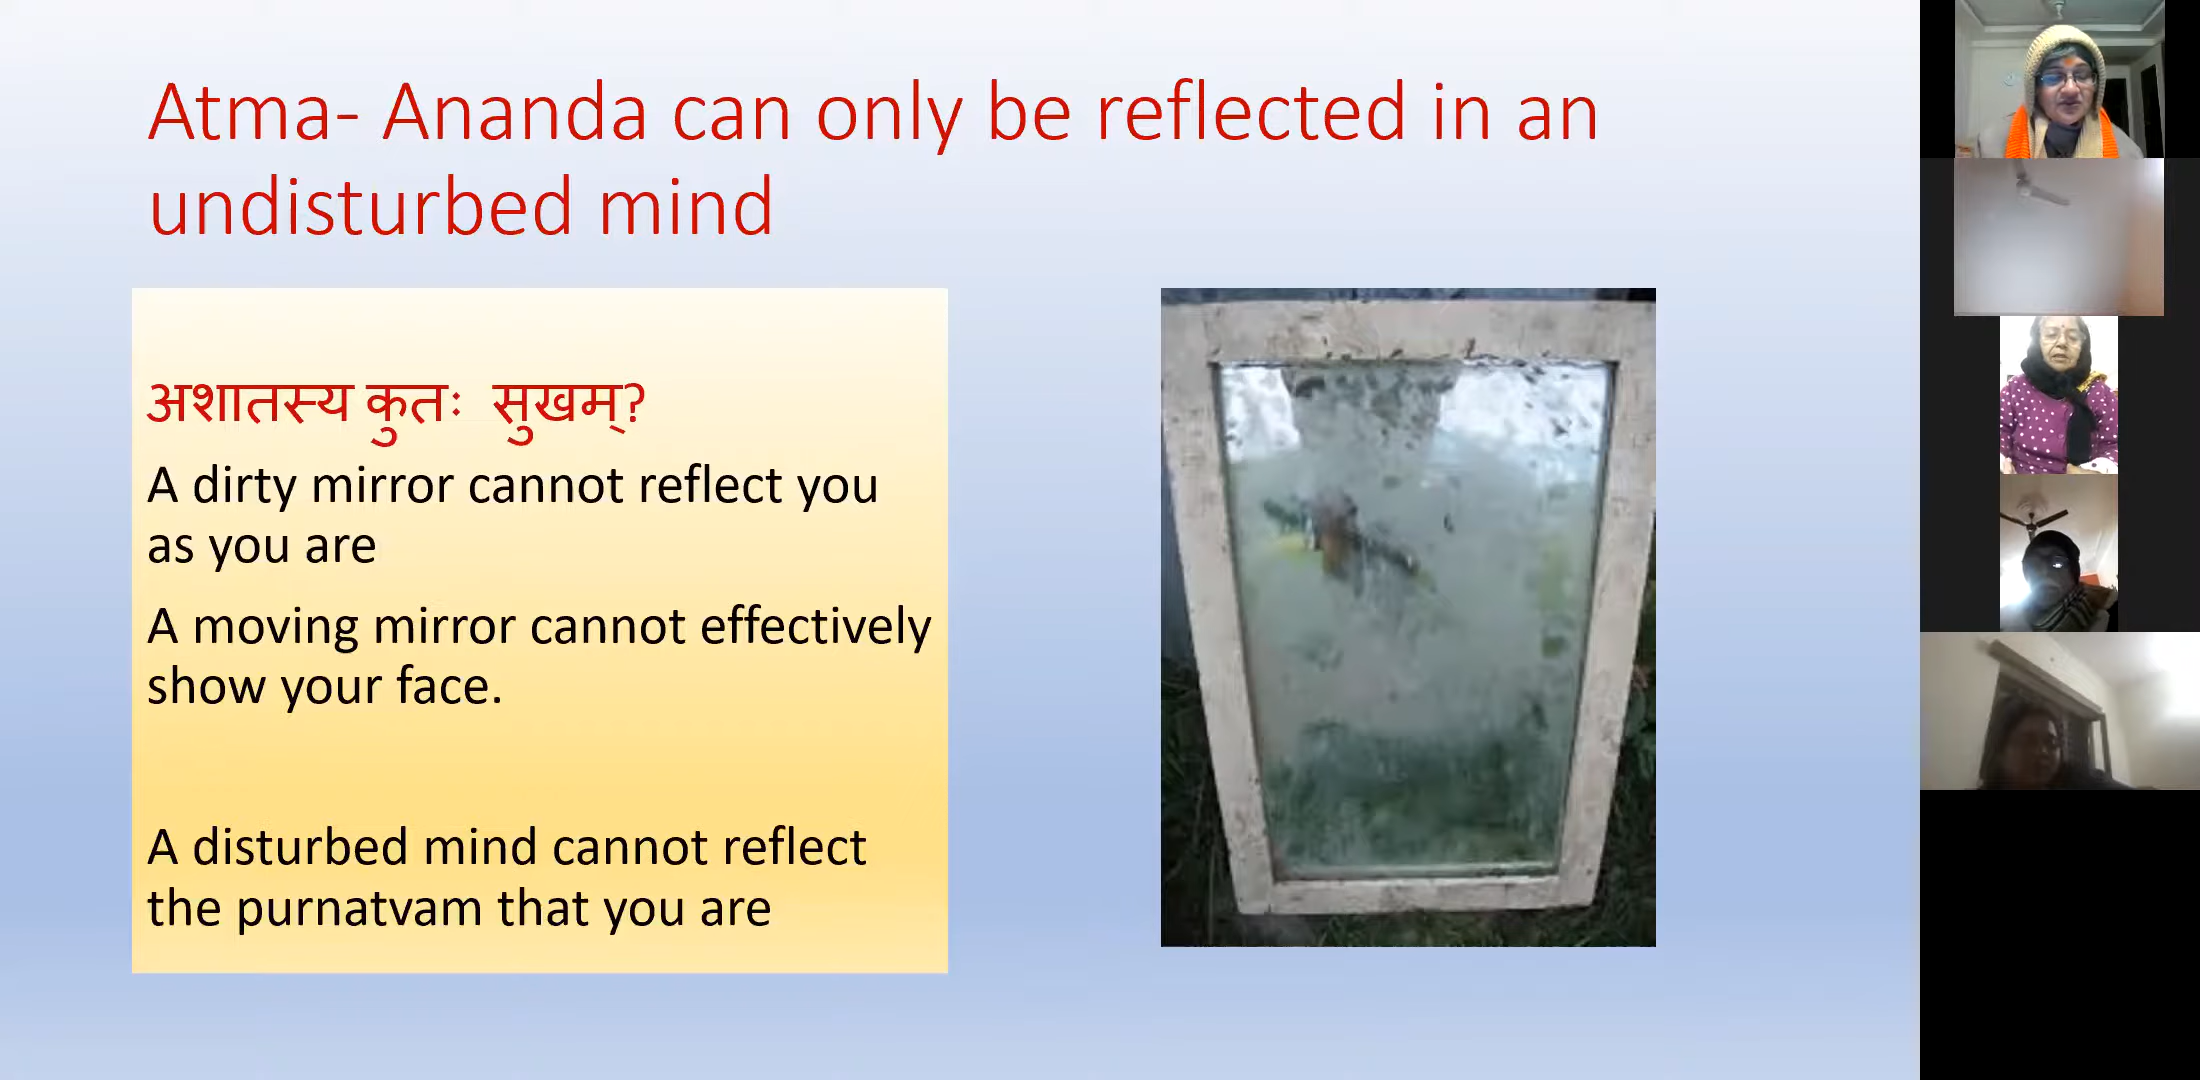 Atma- Ananda can only be reflected in an
undisturbed mind
अशातस्य कुतः सुखम्?
A dirty mirror cannot reflect you
as you are
A moving mirror cannot effectively
show your face.
A disturbed mind cannot reflect
the purnatvam that you are